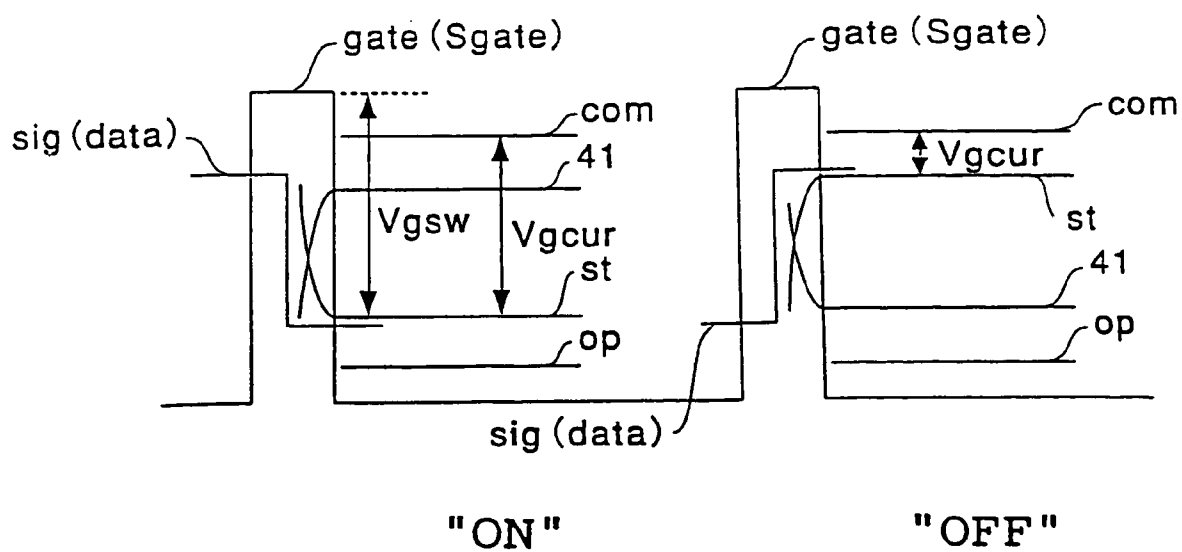 gate (Sgate)
sig (data)
com
41
Vgsw
Vgcur
st
op
"ON"
gate (Sgate)
com
Vgcur
st
41
op
sig (data)
"OFF"